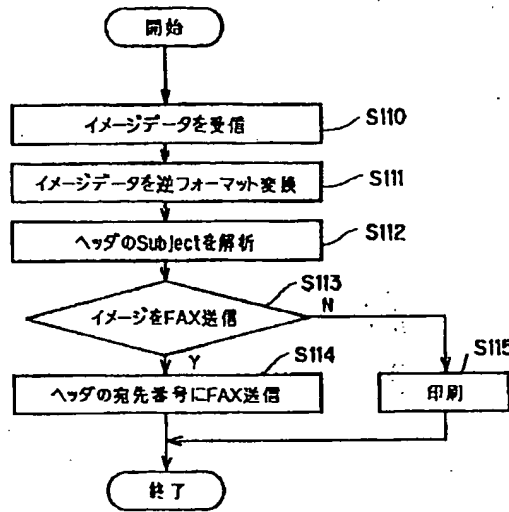 開始
イメージデータを受信
S110
イメージデータを逆フォーマット変換
S111
ヘッダのSubjectを解析
S112
S113
イメージをFAX送信
N
Y
S114
S115
ヘッダの宛先番号にFAX送信
印刷
終了